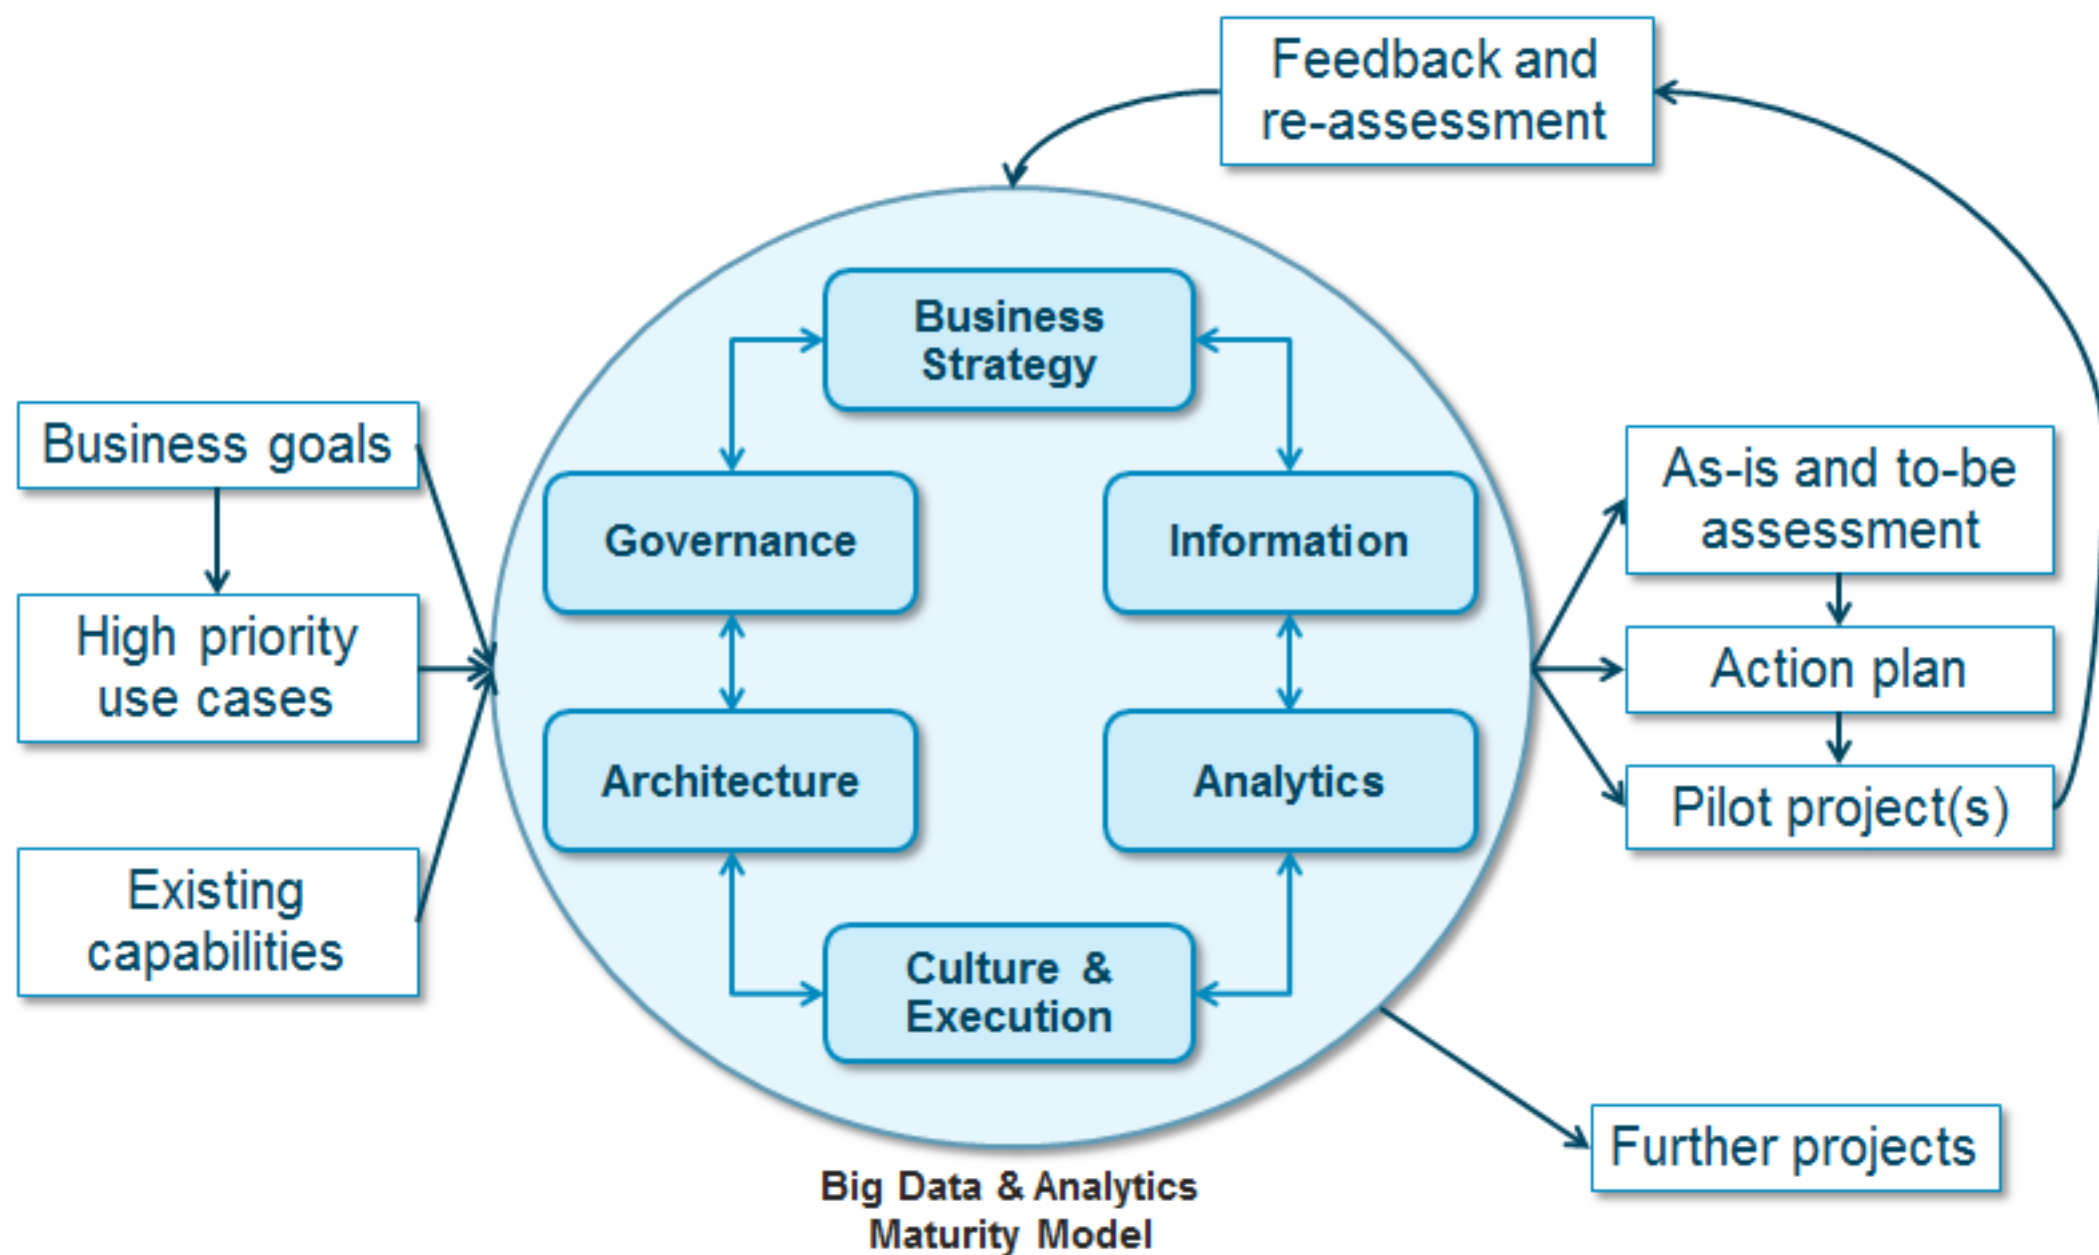 Feedback and
re-assessment
Business
Strategy
Business goals
As-is and to-be
assessment
Governance
Information
High priority
use cases
Action plan
Architecture
Analytics
Pilot project(s)
Existing
capabilities
Culture &
Execution
Further projects
Big Data & Analytics
Maturity Model